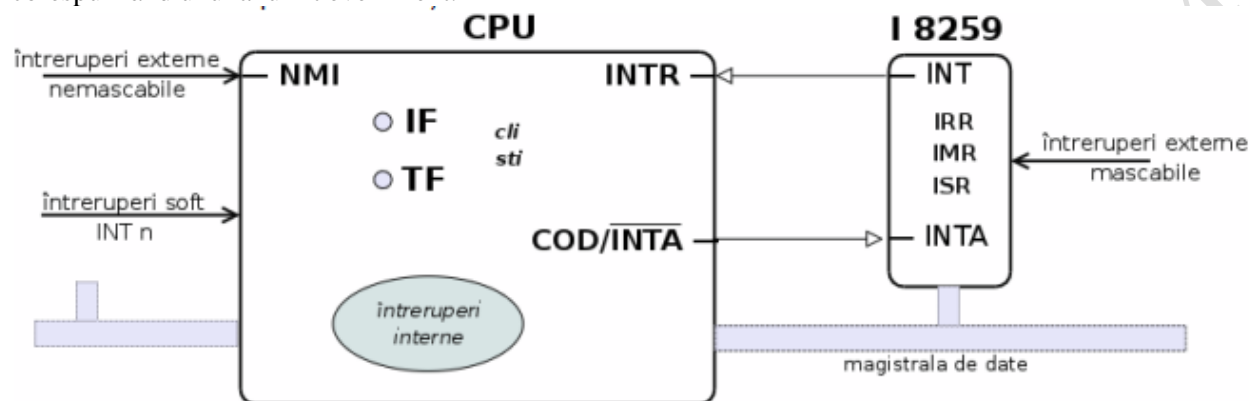 CPU
I 8259
întreruperi externe
nemascabile
NMI
INTR
INT
IF
TF
cli
sti
IRR
IMR
ISR
întreruperi externe
mascabile
întreruperi soft
INT n
COD/INTA
INTA
întreruperi
interne
magistrala de date